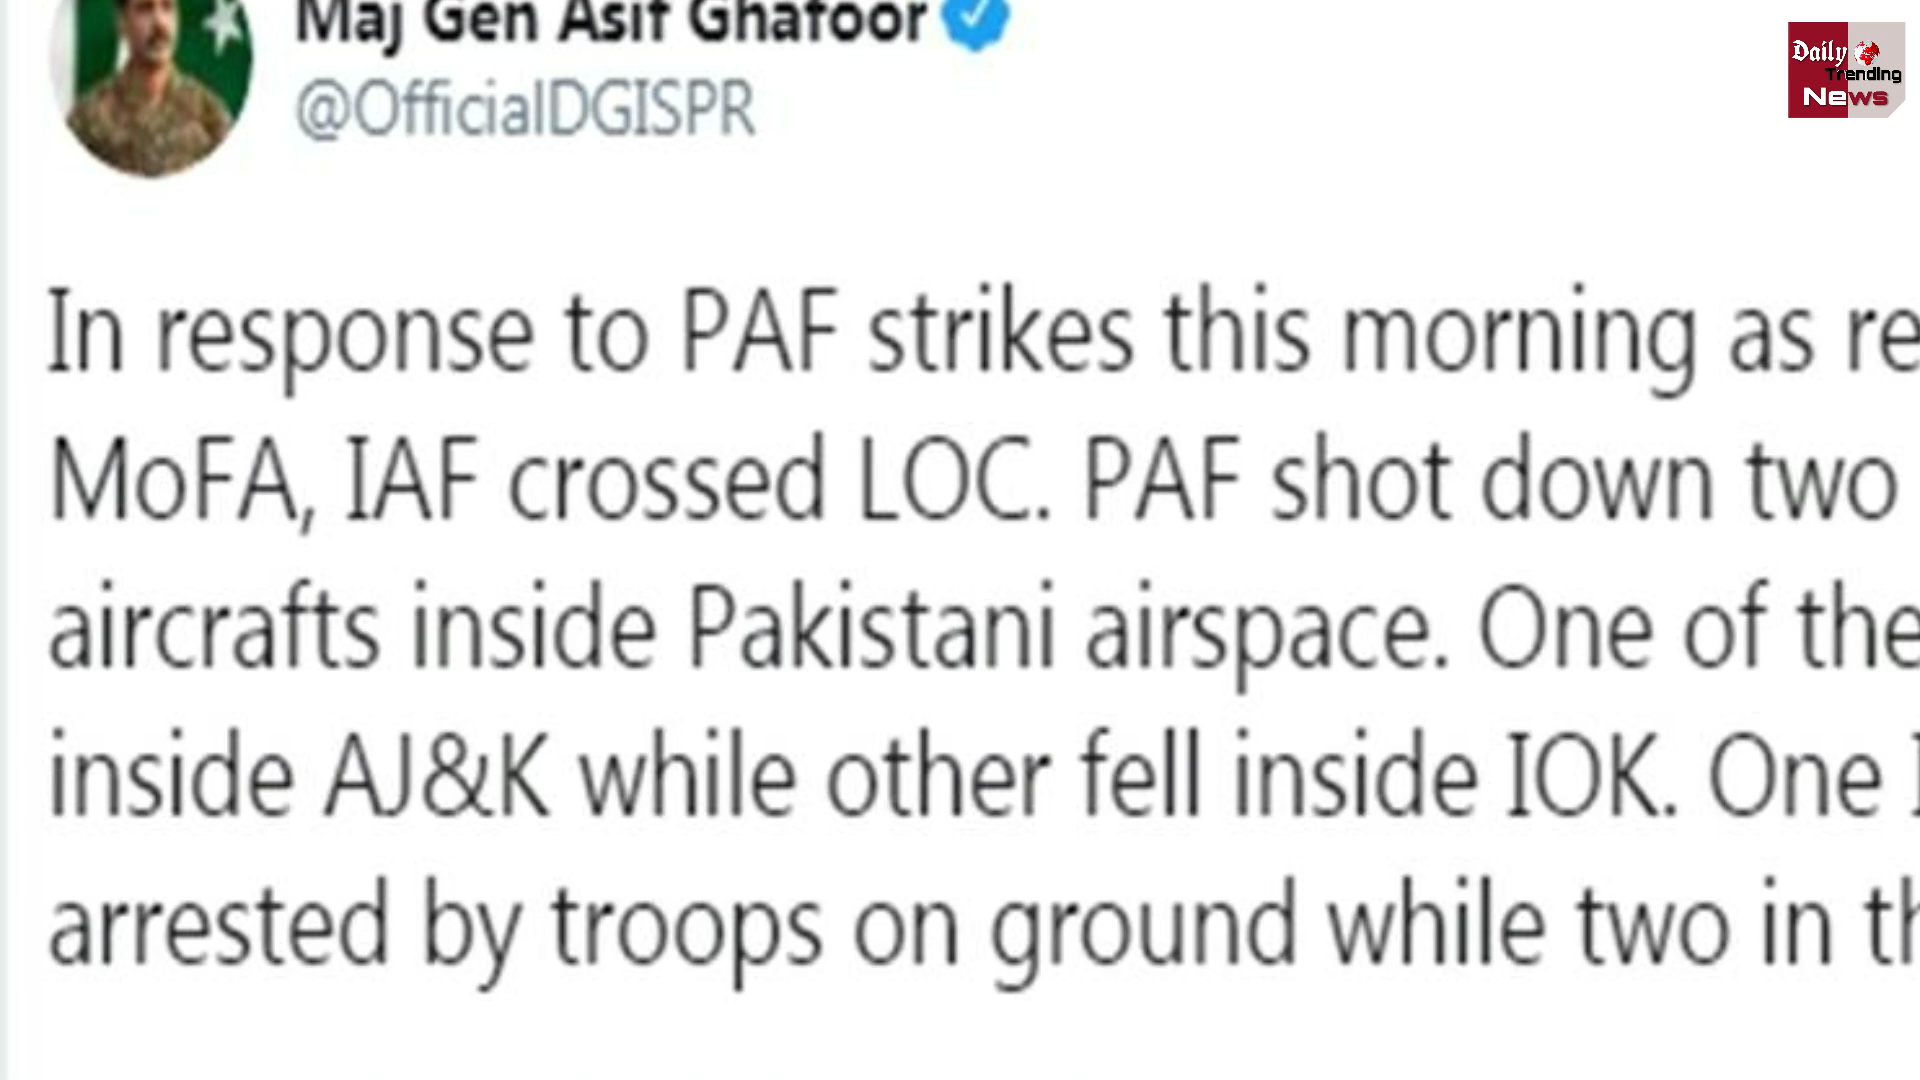 Maj Gen Asif Ghafoor
@OfficialDGISPR
Daily
Trending
News
In response to PAF strikes this morning as
MoFA, IAF crossed LOC. PAF shot down two
aircrafts inside Pakistani airspace. One of the
inside AJ&K while other fell inside IOK. One
arrested by troops on ground while two in